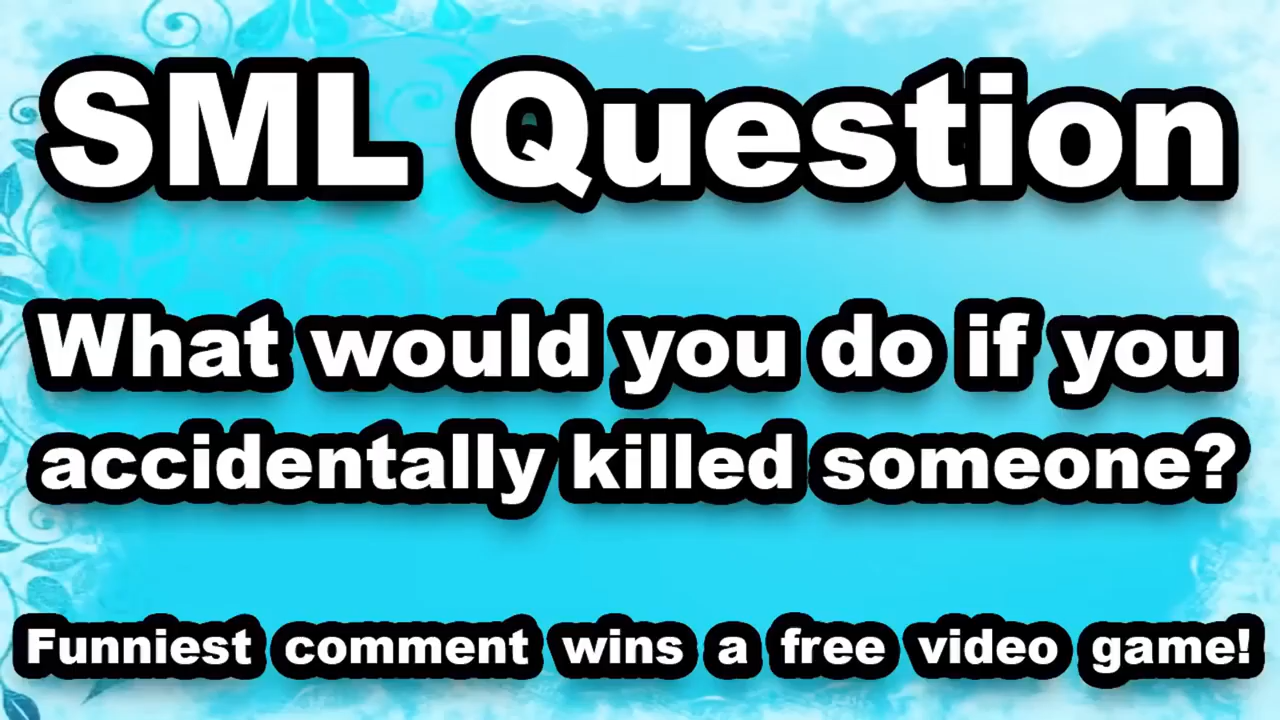 SML Question
What would you do if you
accidentally killed someone?
Funniest comment wins a free video game!